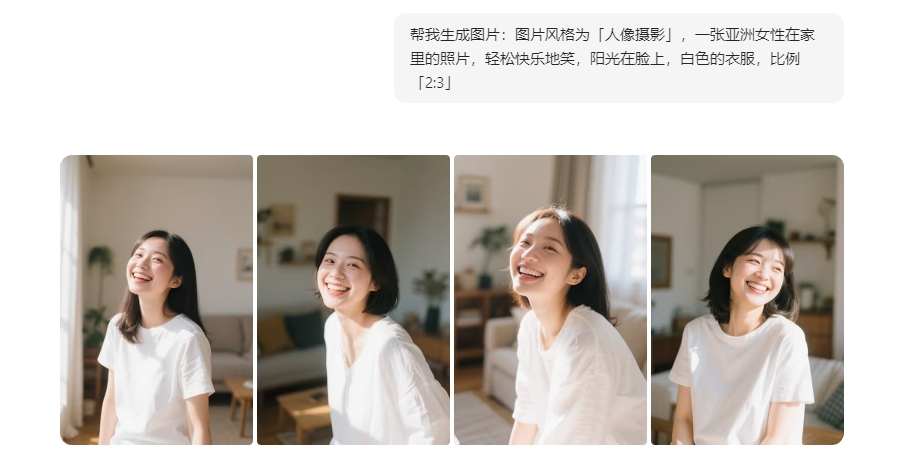 帮我生成图片：图片风格为「人像摄影」，一张亚洲女性在家
里的照片，轻松快乐地笑，阳光在脸上，白色的衣服，比例
「2:3」